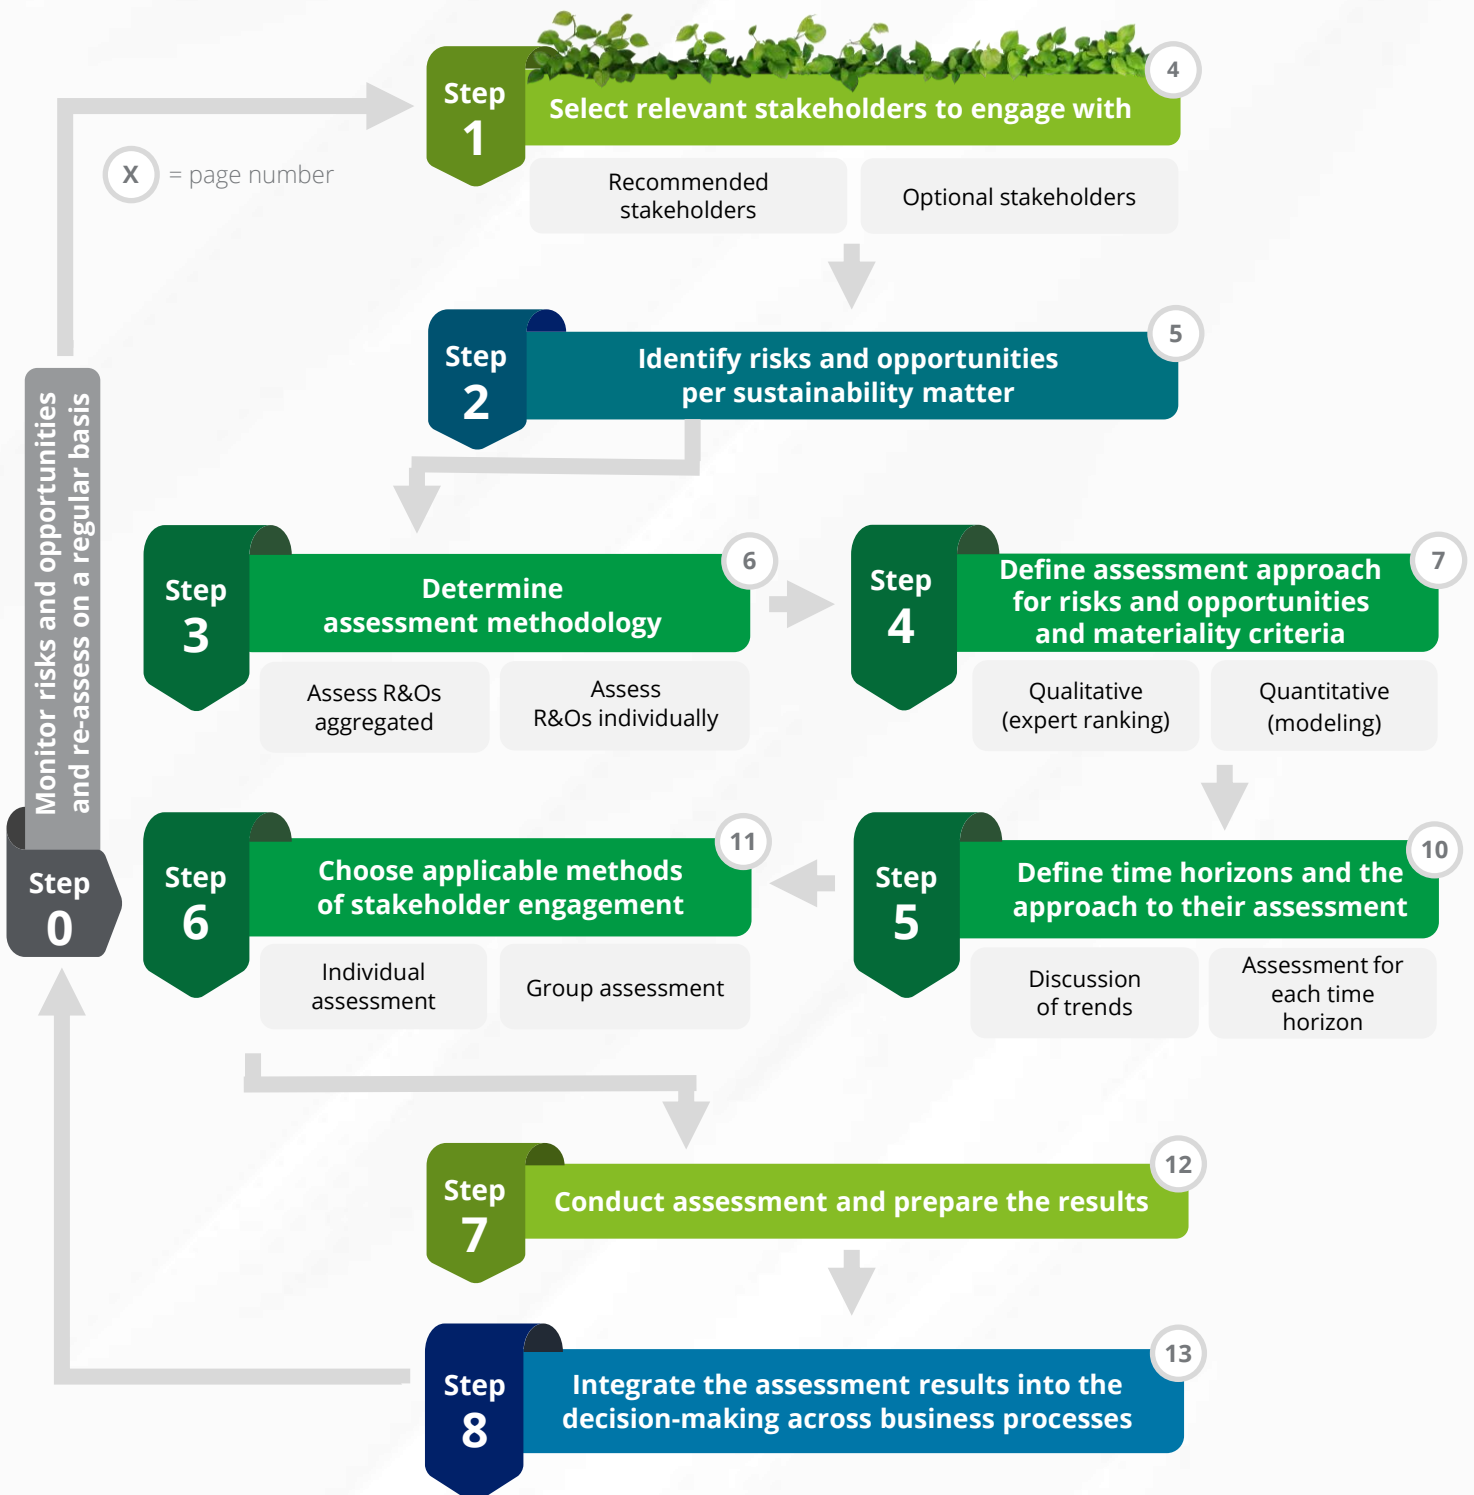 Step
1
Select relevant stakeholders to engage with
4
X
= page number
Recommended
stakeholders
Optional stakeholders
Step
2
Identify risks and opportunities
per sustainability matter
5
Monitor risks and opportunities
and re-assess on a regular basis
Step
0
Step
3
Determine
assessment methodology
6
Assess R&Os
aggregated
Assess
R&Os individually
Step
4
Define assessment approach
for risks and opportunities
and materiality criteria
7
Qualitative
(expert ranking)
Quantitative
(modeling)
Step
5
Define time horizons and the
approach to their assessment
10
Discussion
of trends
Assessment for
each time
horizon
Step
6
Choose applicable methods
of stakeholder engagement
11
Individual
assessment
Group assessment
Step
7
Conduct assessment and prepare the results
12
Step
8
Integrate the assessment results into the
decision-making across business processes
13